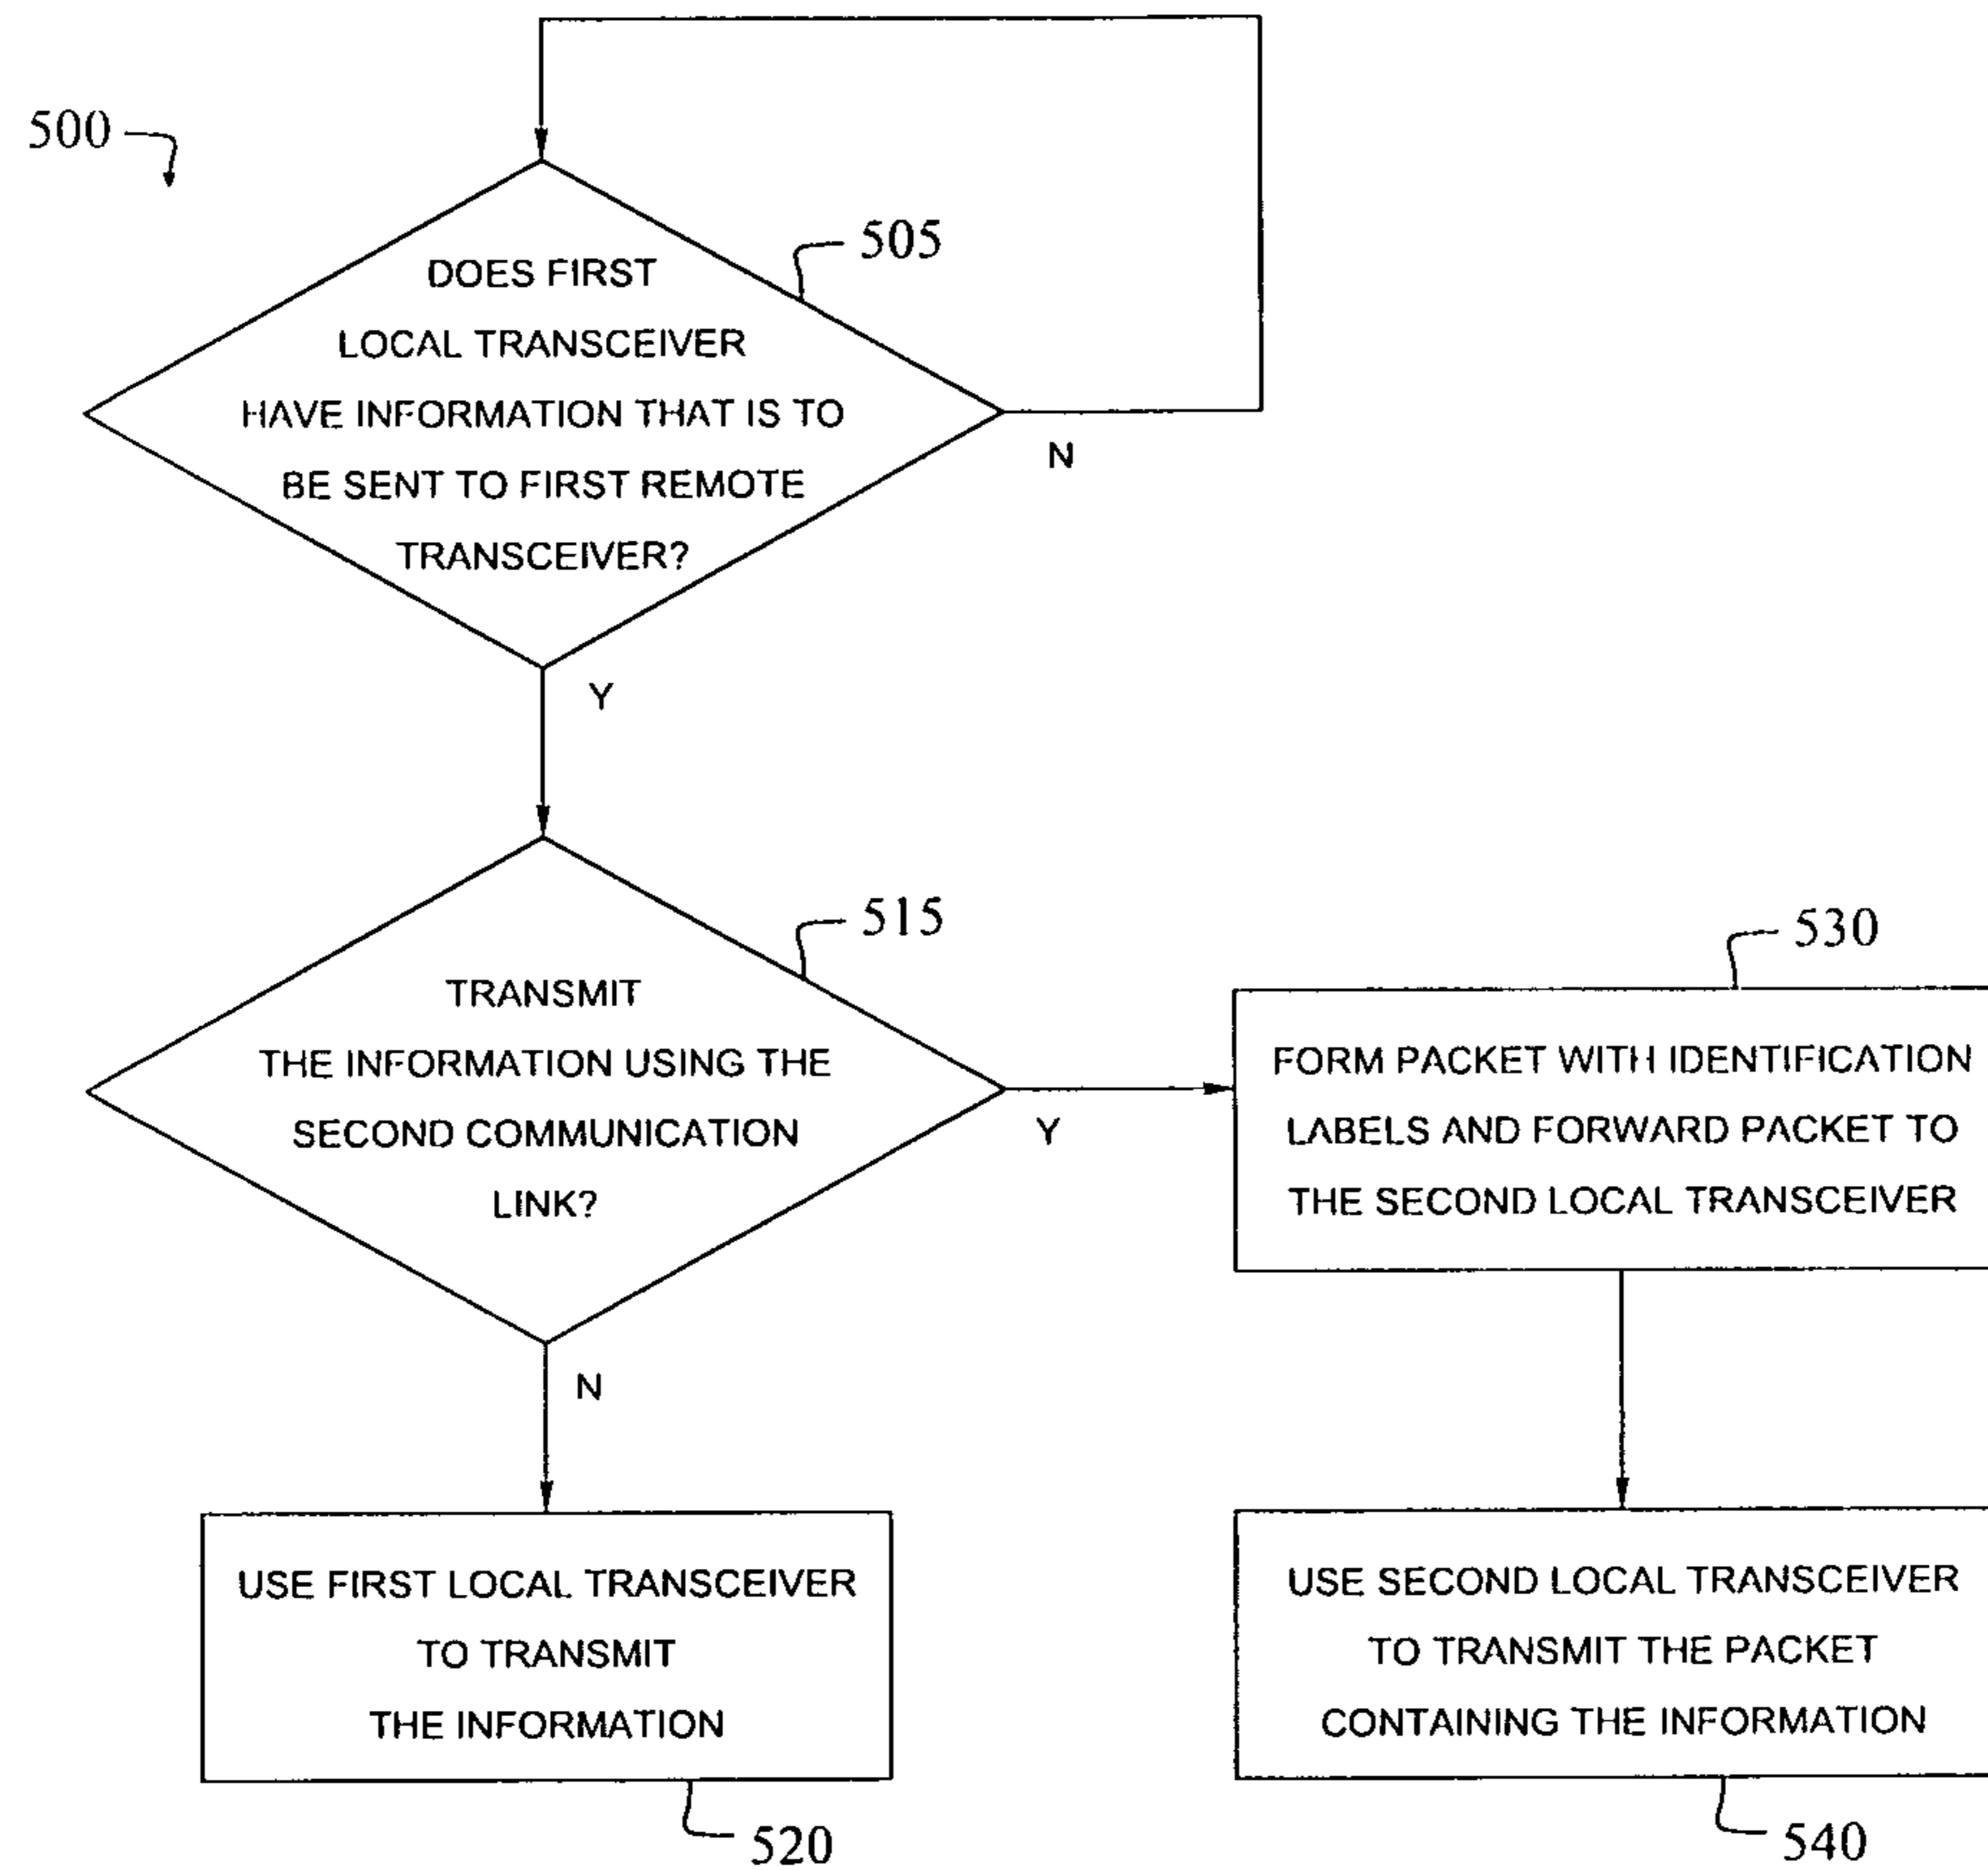 500
505
DOES FIRST
LOCAL TRANSCEIVER
HAVE INFORMATION THAT IS TO
BE SENT TO FIRST REMOTE
TRANSCEIVER?
N
Y
515
TRANSMIT
THE INFORMATION USING THE
SECOND COMMUNICATION
LINK?
Y
N
530
FORM PACKET WITH IDENTIFICATION
LABELS AND FORWARD PACKET TO
THE SECOND LOCAL TRANSCEIVER
USE FIRST LOCAL TRANSCEIVER
TO TRANSMIT
THE INFORMATION
520
USE SECOND LOCAL TRANSCEIVER
TO TRANSMIT THE PACKET
CONTAINING THE INFORMATION
540